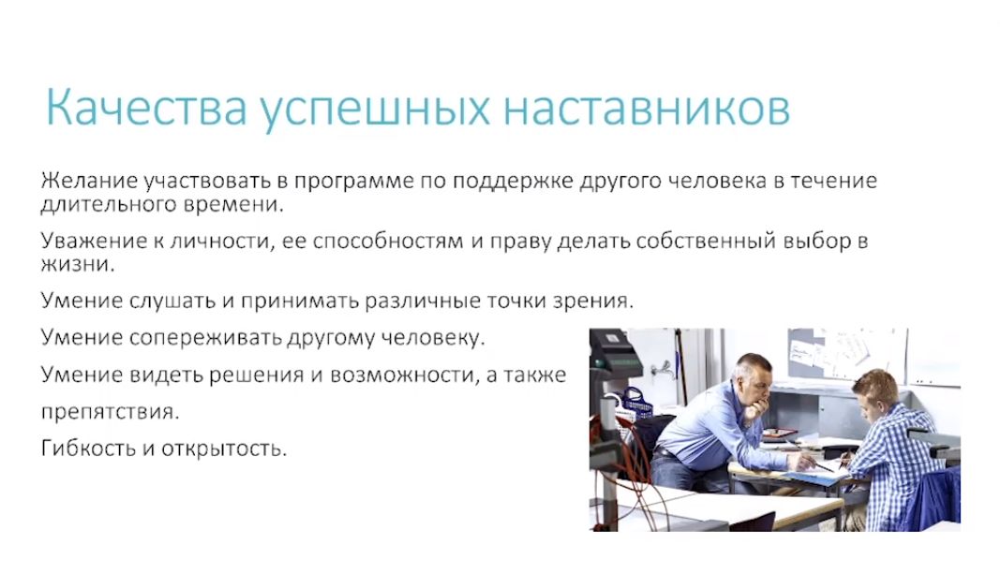 Качества успешных наставников
Желание участвовать в программе по поддержке другого человека в течение
длительного времени.
Уважение к личности, ее способностям и праву делать собственный выбор в
жизни.
Умение слушать и принимать различные точки зрения.
Умение сопереживать другому человеку.
Умение видеть решения и возможности, а также
препятствия.
Гибкость и открытость.